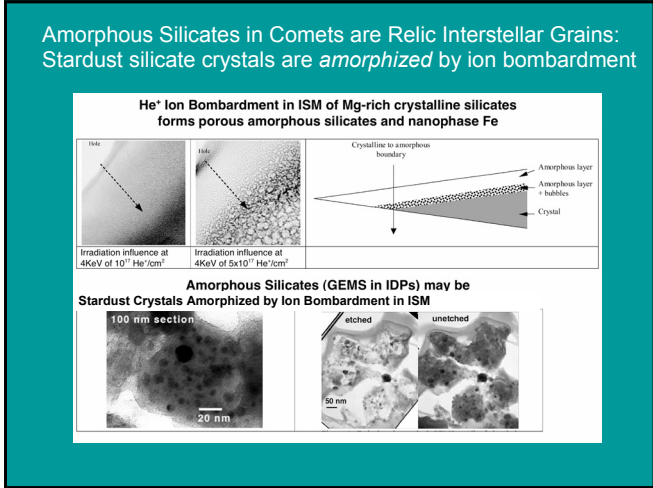 Amorphous Silicates in Comets are Relic Interstellar Grains:
Stardust silicate crystals are amorphized by ion bombardment
He⁺ Ion Bombardment in ISM of Mg-rich crystalline silicates
forms porous amorphous silicates and nanophase Fe
Hole
Hole
Crystalline to amorphous
boundary
Amorphous layer
Amorphous layer
+ bubbles
Crystal
Irradiation influence at
4KeV of 10¹⁷ He⁺/cm²
Irradiation influence at
4KeV of 5x10¹⁷ He⁺/cm²
Amorphous Silicates (GEMS in IDPs) may be
Stardust Crystals Amorphized by Ion Bombardment in ISM
100 nm section
20 nm
etched
unetched
50 nm